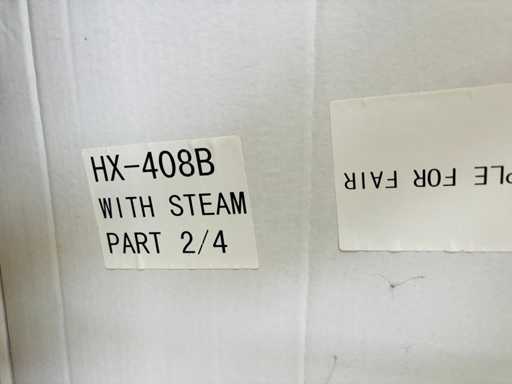 HX-408B
WITH STEAM
PART 2/4
PLE FOR FAIR